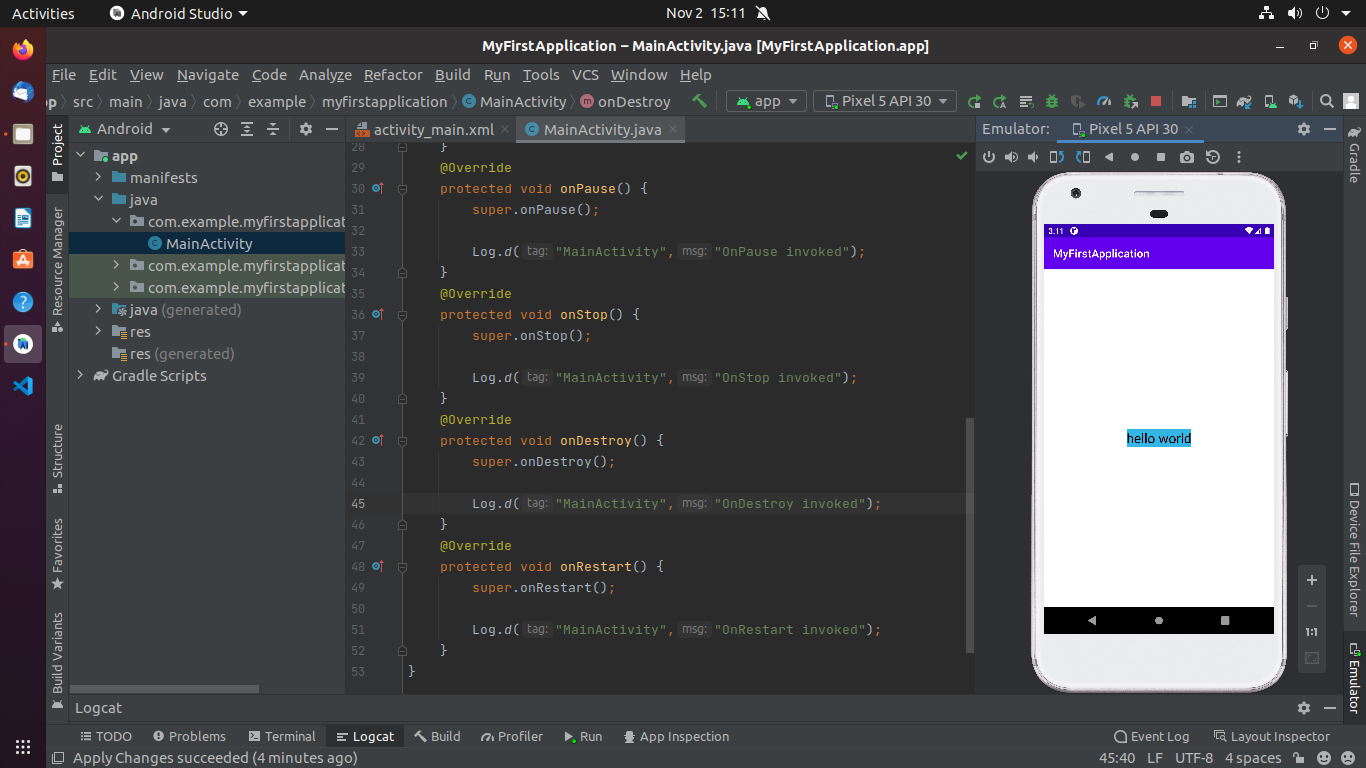 Activities Android Studio Nov 2 15:11
MyFirstApplication – MainActivity.java [MyFirstApplication.app]
File Edit View Navigate Code Analyze Refactor Build Run Tools VCS Window Help
pp src main java com example myfirstapplication MainActivity onDestroy app Pixel 5 API 30
Project
Android
activity_main.xml MainActivity.java
Emulator: Pixel 5 API 30
Gradle
app
manifests
java
com.example.myfirstapplicat
MainActivity
com.example.myfirstapplicat
com.example.myfirstapplicat
java (generated)
res
res (generated)
Gradle Scripts
Resource Manager
Structure
Favorites
Build Variants
28 }
29 @Override
30 protected void onPause() {
31 super.onPause();
32
33 Log.d( tag: "MainActivity", msg: "OnPause invoked");
34 }
35 @Override
36 protected void onStop() {
37 super.onStop();
38
39 Log.d( tag: "MainActivity", msg: "OnStop invoked");
40 }
41 @Override
42 protected void onDestroy() {
43 super.onDestroy();
44
45 Log.d( tag: "MainActivity", msg: "OnDestroy invoked");
46 }
47 @Override
48 protected void onRestart() {
49 super.onRestart();
50
51 Log.d( tag: "MainActivity", msg: "OnRestart invoked");
52 }
53 }
3:11
MyFirstApplication
hello world
1:1
Device File Explorer
Emulator
Logcat
TODO Problems Terminal Logcat Build Profiler Run App Inspection Event Log Layout Inspector
Apply Changes succeeded (4 minutes ago) 45:40 LF UTF-8 4 spaces